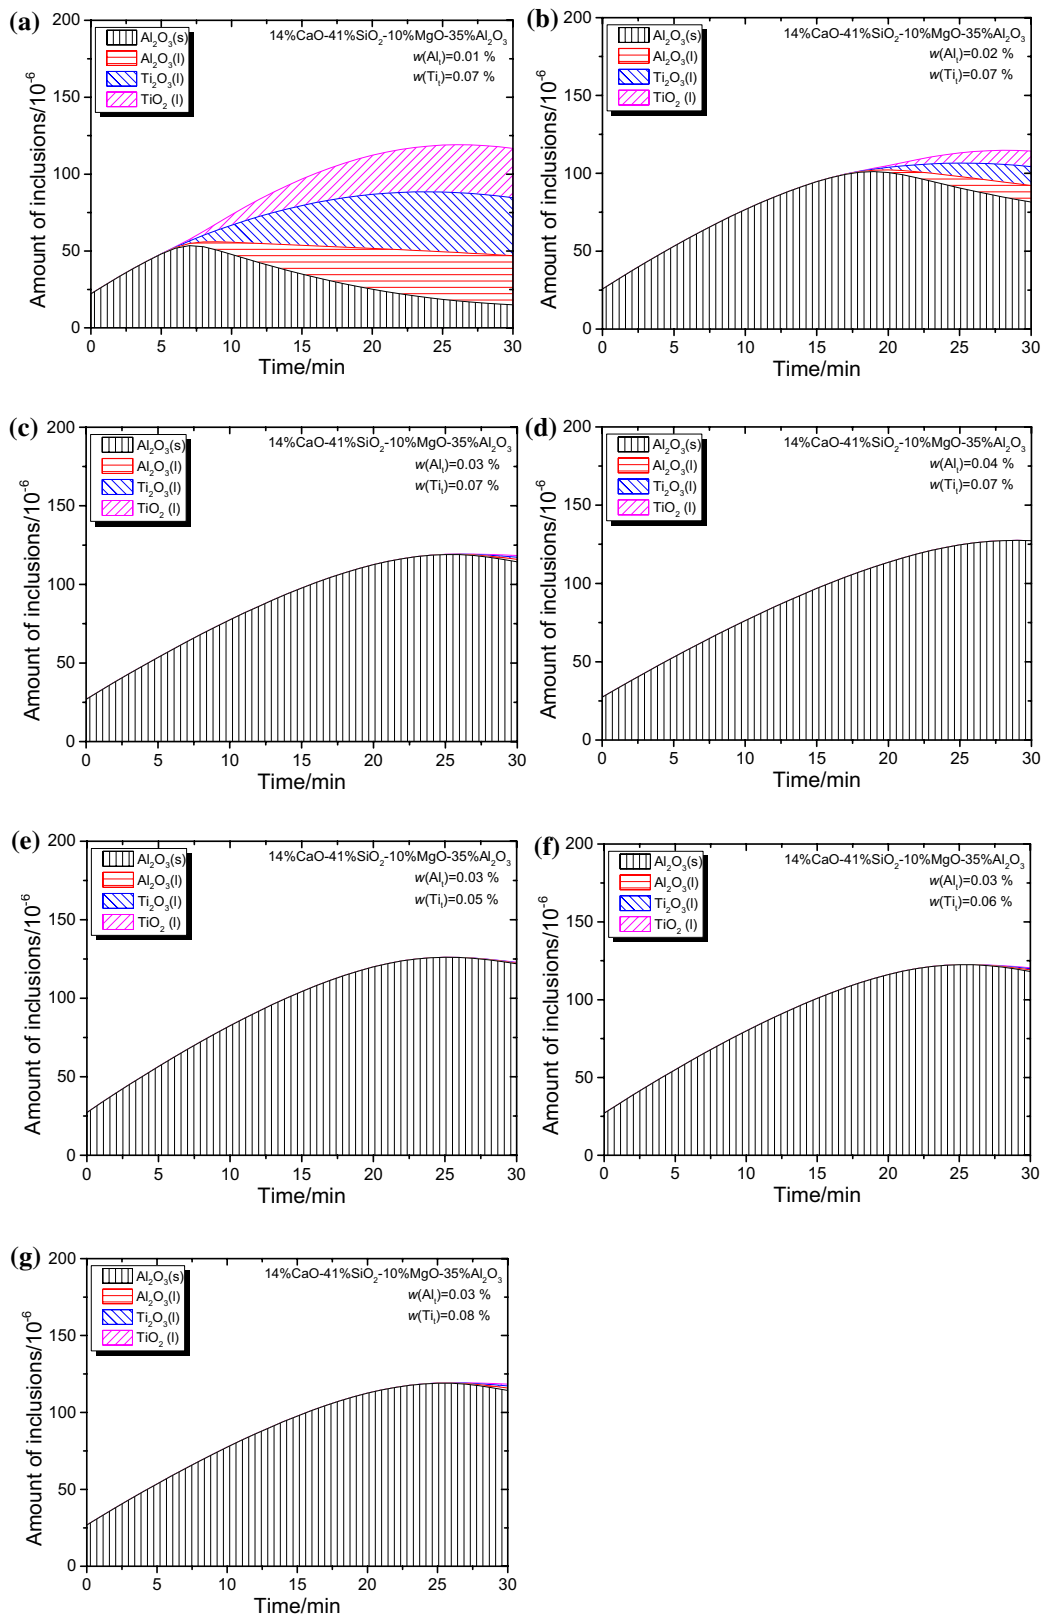 (a)
200
150
100
50
0
Amount of inclusions/10⁻⁶
Al₂O₃(s)
Al₂O₃(l)
Ti₂O₃(l)
TiO₂ (l)
14%CaO-41%SiO₂-10%MgO-35%Al₂O₃
w(Alₜ)=0.01 %
w(Tiₜ)=0.07 %
0 5 10 15 20 25 30
Time/min
(b)
200
150
100
50
0
Amount of inclusions/10⁻⁶
Al₂O₃(s)
Al₂O₃(l)
Ti₂O₃(l)
TiO₂ (l)
14%CaO-41%SiO₂-10%MgO-35%Al₂O₃
w(Alₜ)=0.02 %
w(Tiₜ)=0.07 %
0 5 10 15 20 25 30
Time/min
(c)
200
150
100
50
0
Amount of inclusions/10⁻⁶
Al₂O₃(s)
Al₂O₃(l)
Ti₂O₃(l)
TiO₂ (l)
14%CaO-41%SiO₂-10%MgO-35%Al₂O₃
w(Alₜ)=0.03 %
w(Tiₜ)=0.07 %
0 5 10 15 20 25 30
Time/min
(d)
200
150
100
50
0
Amount of inclusions/10⁻⁶
Al₂O₃(s)
Al₂O₃(l)
Ti₂O₃(l)
TiO₂ (l)
14%CaO-41%SiO₂-10%MgO-35%Al₂O₃
w(Alₜ)=0.04 %
w(Tiₜ)=0.07 %
0 5 10 15 20 25 30
Time/min
(e)
200
150
100
50
0
Amount of inclusions/10⁻⁶
Al₂O₃(s)
Al₂O₃(l)
Ti₂O₃(l)
TiO₂ (l)
14%CaO-41%SiO₂-10%MgO-35%Al₂O₃
w(Alₜ)=0.03 %
w(Tiₜ)=0.05 %
0 5 10 15 20 25 30
Time/min
(f)
200
150
100
50
0
Amount of inclusions/10⁻⁶
Al₂O₃(s)
Al₂O₃(l)
Ti₂O₃(l)
TiO₂ (l)
14%CaO-41%SiO₂-10%MgO-35%Al₂O₃
w(Alₜ)=0.03 %
w(Tiₜ)=0.06 %
0 5 10 15 20 25 30
Time/min
(g)
200
150
100
50
0
Amount of inclusions/10⁻⁶
Al₂O₃(s)
Al₂O₃(l)
Ti₂O₃(l)
TiO₂ (l)
14%CaO-41%SiO₂-10%MgO-35%Al₂O₃
w(Alₜ)=0.03 %
w(Tiₜ)=0.08 %
0 5 10 15 20 25 30
Time/min